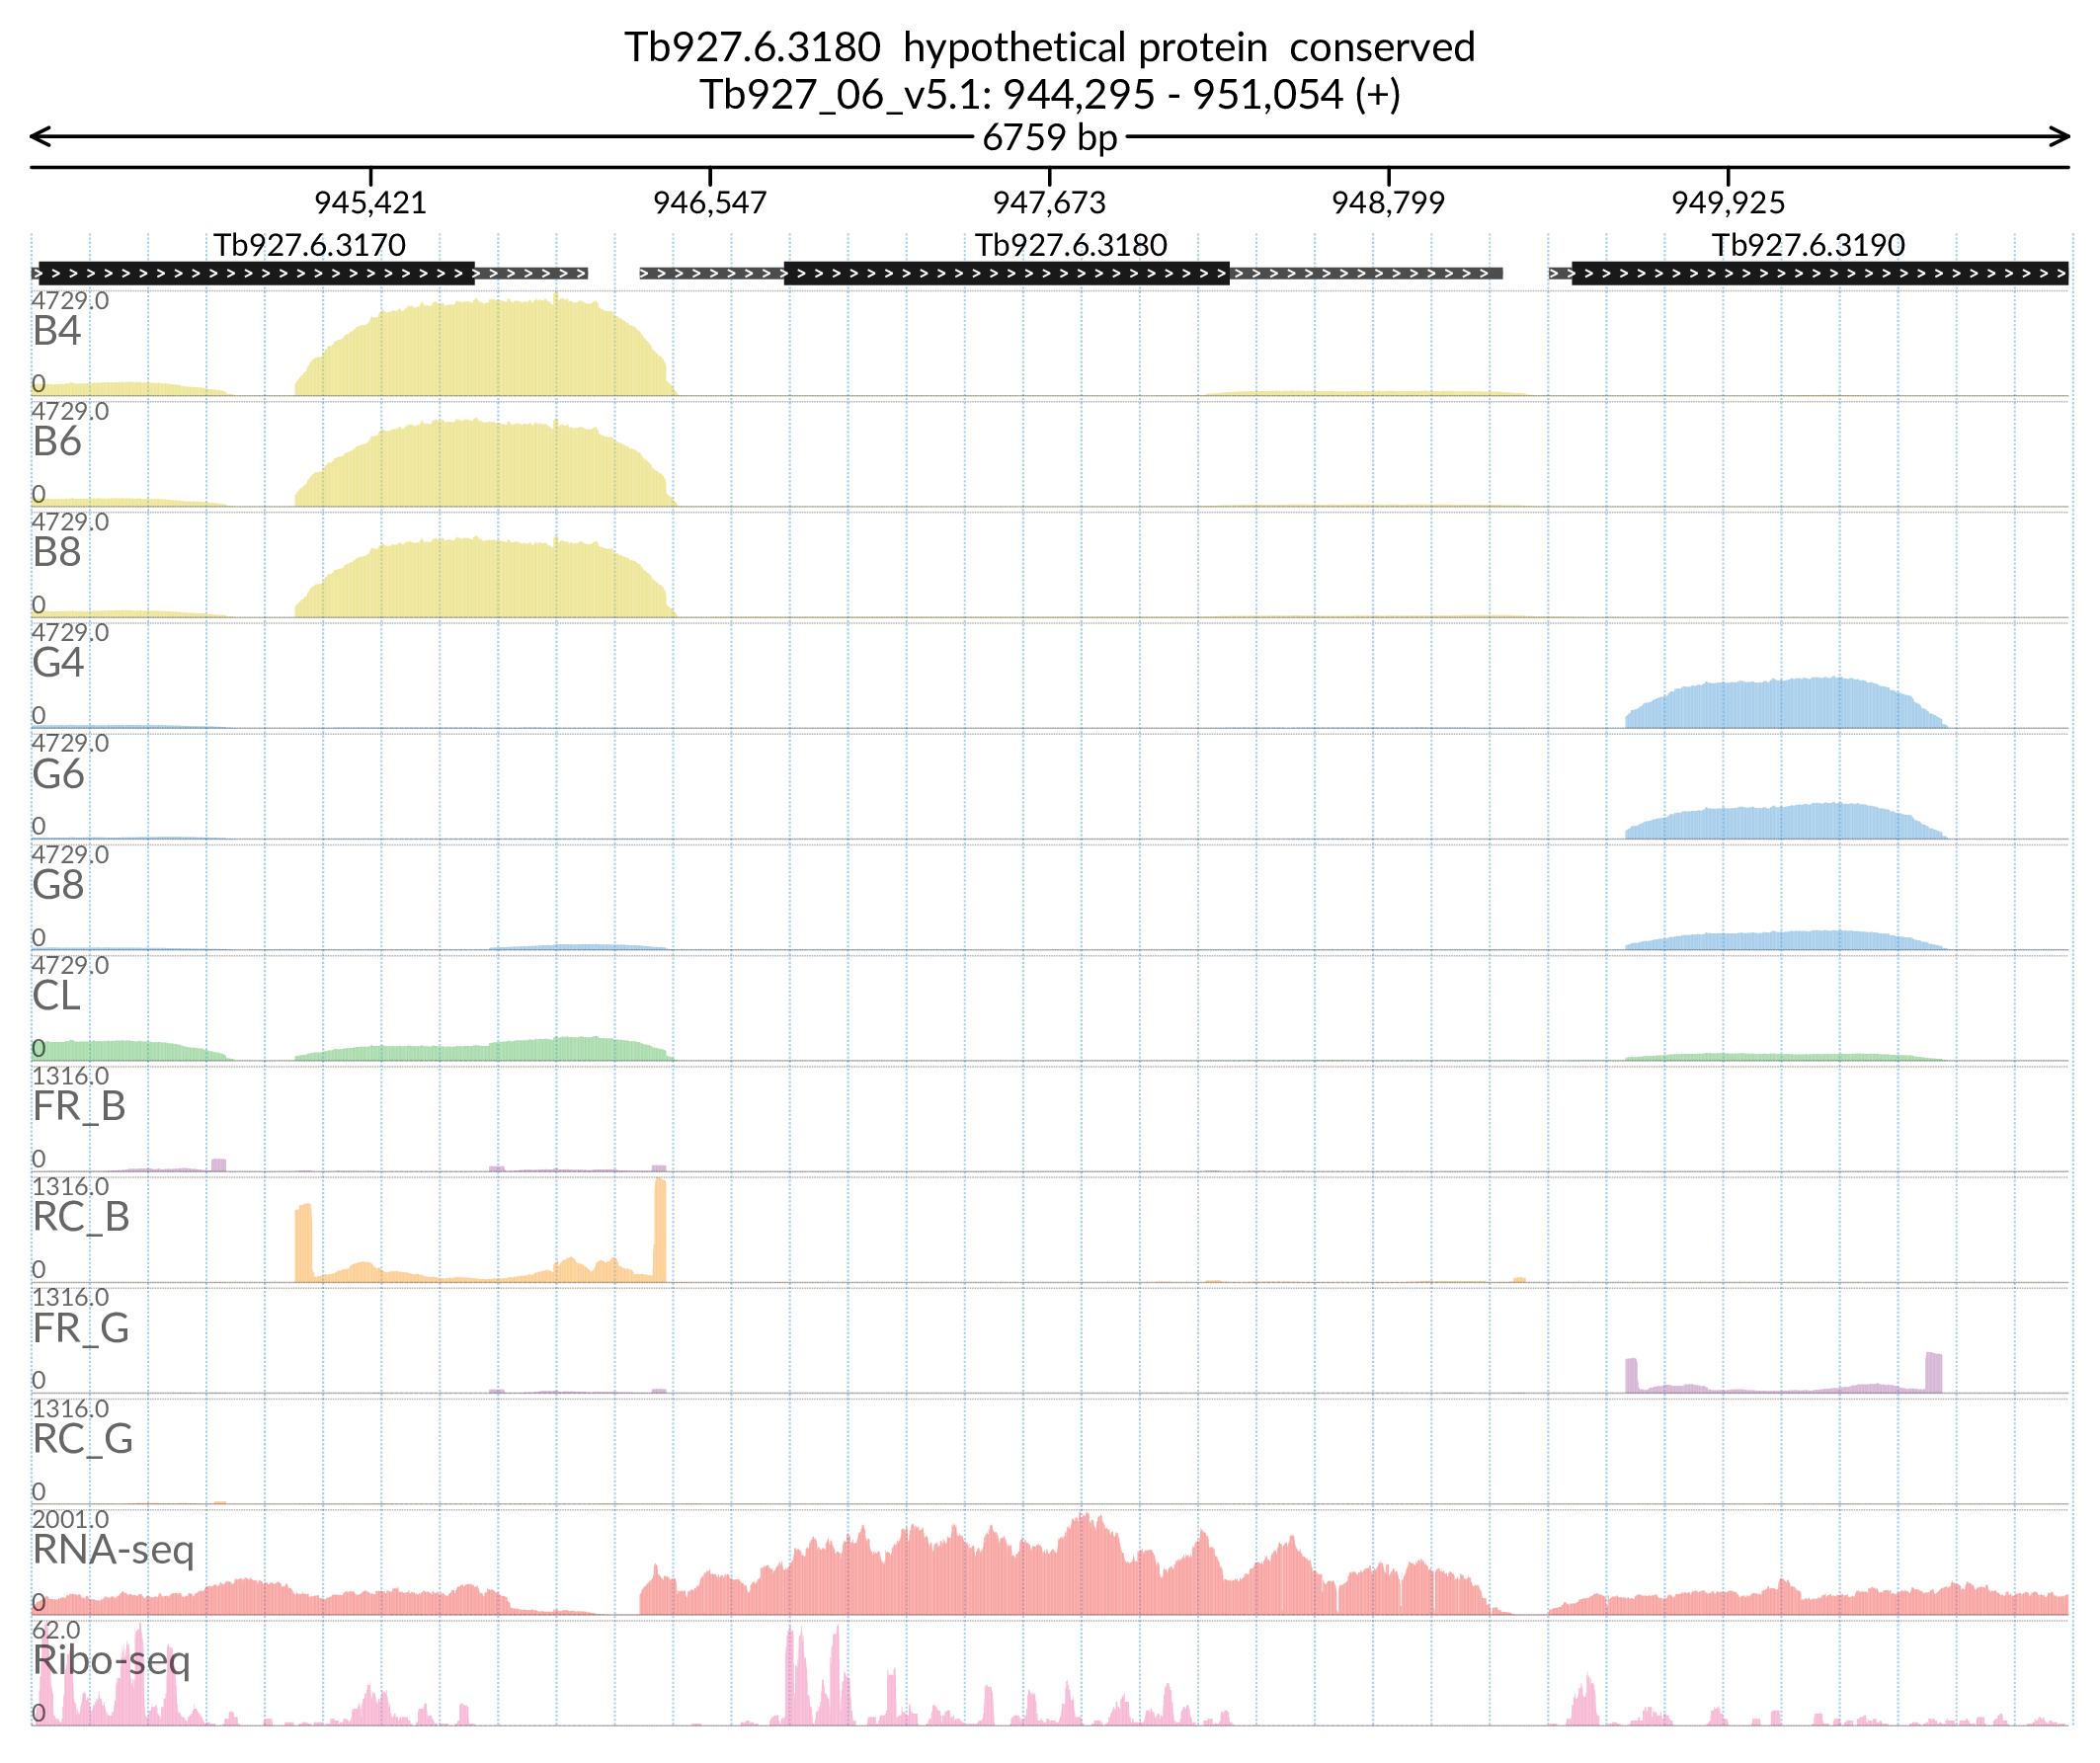 Tb927.6.3180  hypothetical protein  conserved
Tb927_06_v5.1: 944,295 - 951,054 (+)
6759 bp
945,421 946,547 947,673 948,799 949,925
Tb927.6.3170 Tb927.6.3180 Tb927.6.3190
4729.0
B4
0
4729.0
B6
0
4729.0
B8
0
4729.0
G4
0
4729.0
G6
0
4729.0
G8
0
4729.0
CL
0
1316.0
FR_B
0
1316.0
RC_B
0
1316.0
FR_G
0
1316.0
RC_G
0
2001.0
RNA-seq
0
62.0
Ribo-seq
0